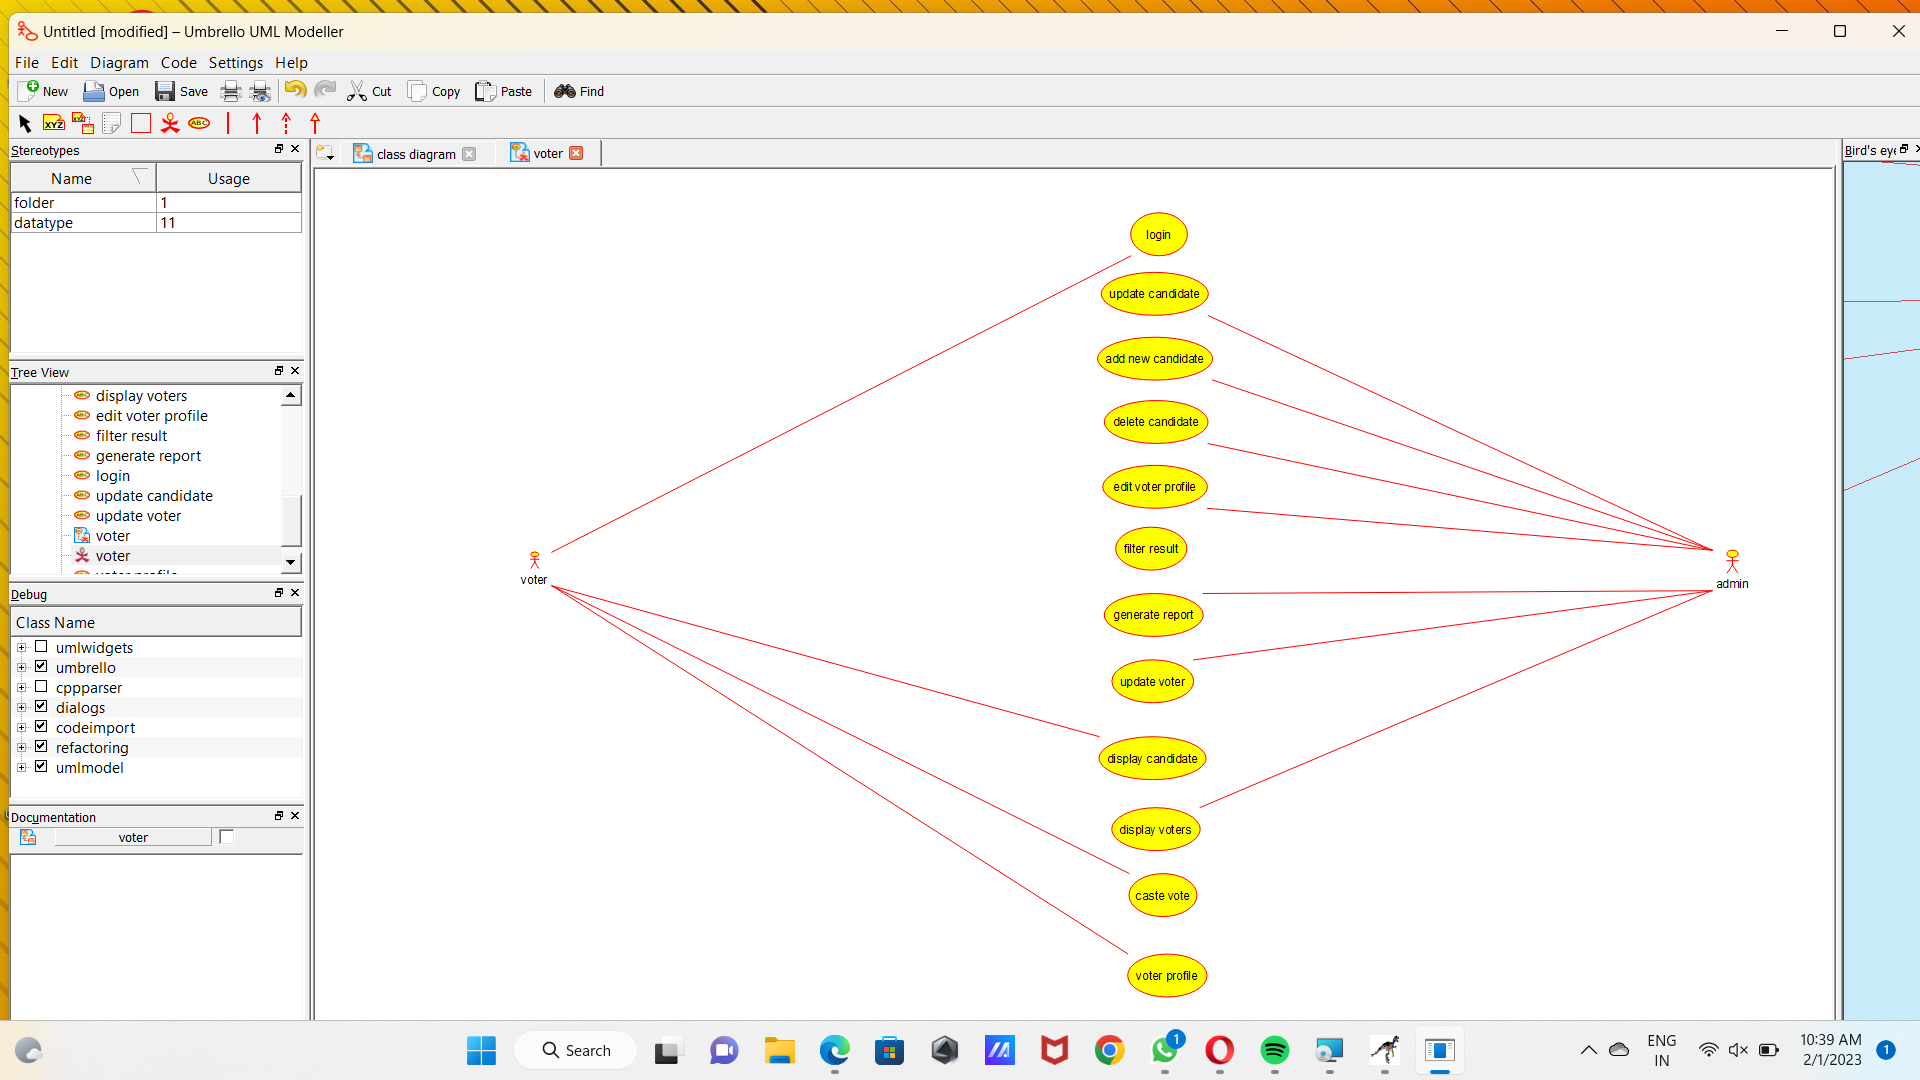 Untitled [modified] – Umbrello UML Modeller
File Edit Diagram Code Settings Help
New Open Save Cut Copy Paste Find
XYZ ABC
Stereotypes
Name Usage
folder 1
datatype 11
Tree View
display voters
edit voter profile
filter result
generate report
login
update candidate
update voter
voter
voter
Debug
Class Name
umlwidgets
umbrello
cppparser
dialogs
codeimport
refactoring
umlmodel
Documentation
voter
class diagram voter
login
update candidate
add new candidate
delete candidate
edit voter profile
filter result
generate report
update voter
display candidate
display voters
caste vote
voter profile
voter
admin
Bird's eye
Search
1
ENG
IN
10:39 AM
2/1/2023
1